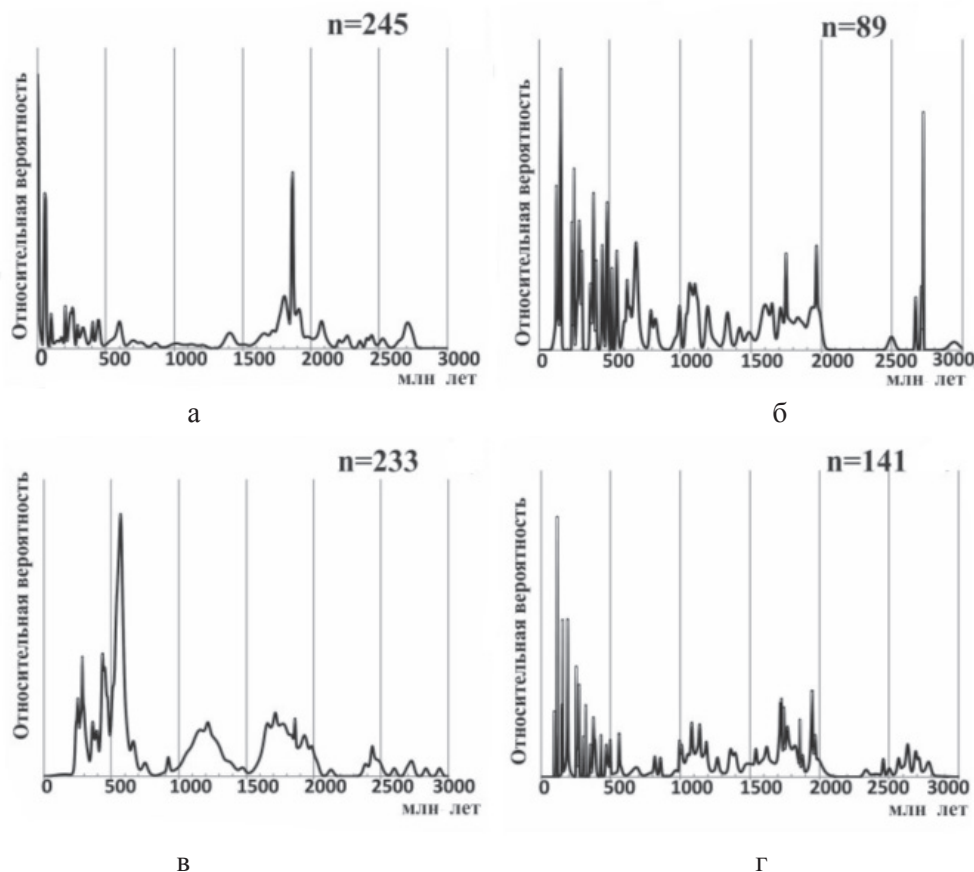 n=245
Относительная вероятность
0 500 1000 1500 2000 2500 3000
млн лет
а
n=89
Относительная вероятность
0 500 1000 1500 2000 2500 3000
млн лет
б
n=233
Относительная вероятность
0 500 1000 1500 2000 2500 3000
млн лет
в
n=141
Относительная вероятность
0 500 1000 1500 2000 2500 3000
млн лет
г